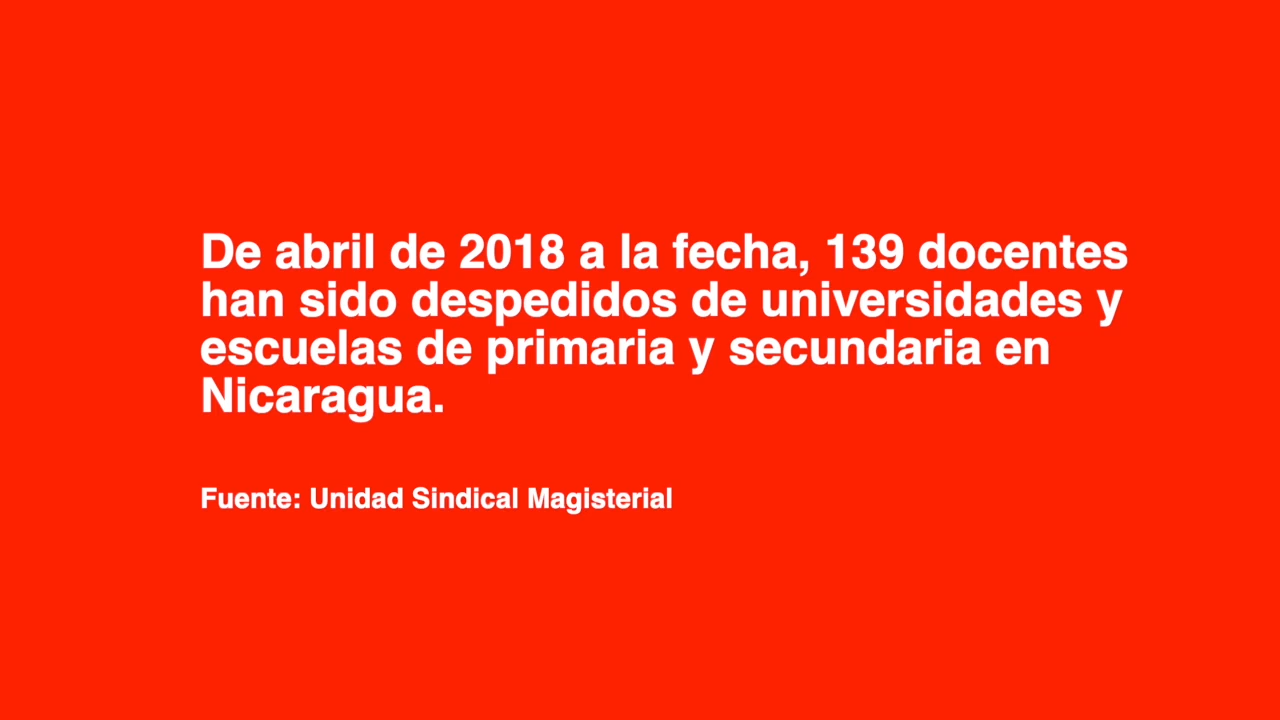 De abril de 2018 a la fecha, 139 docentes
han sido despedidos de universidades y
escuelas de primaria y secundaria en
Nicaragua.
Fuente: Unidad Sindical Magisterial